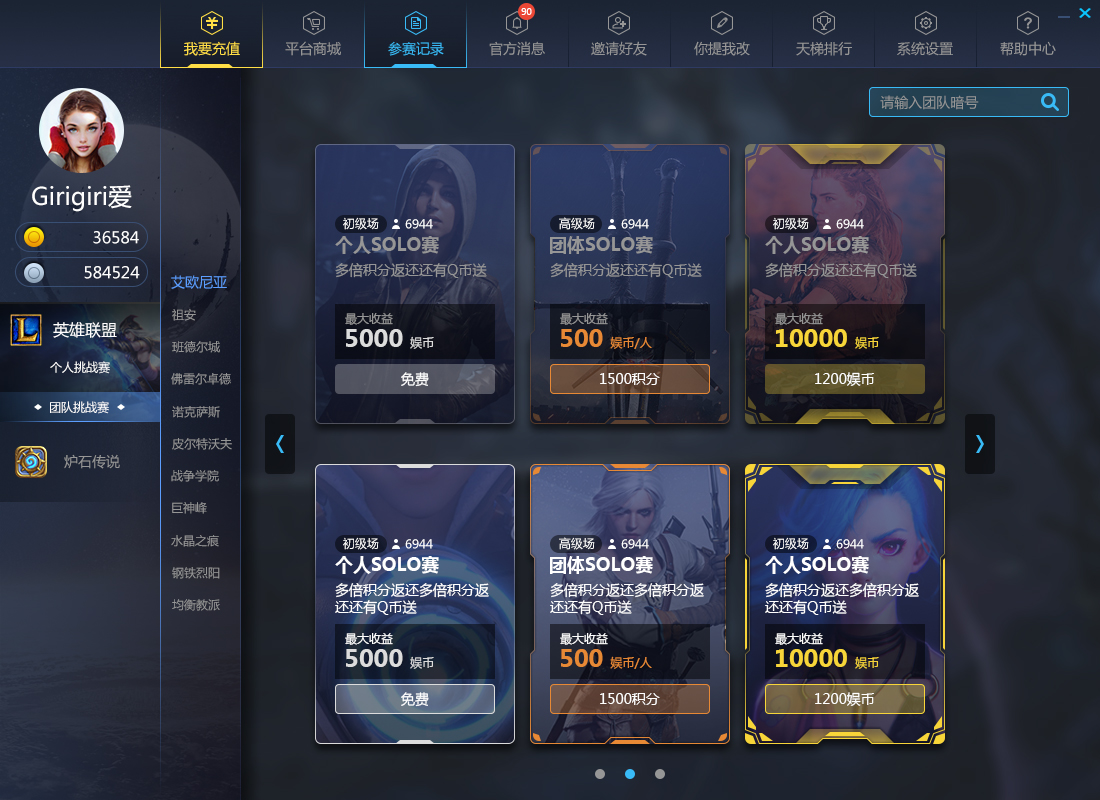 我要充值
平台商城
参赛记录
90
官方消息
邀请好友
你提我改
天梯排行
系统设置
?
帮助中心
请输入团队暗号
Girigiri爱
36584
584524
英雄联盟
个人挑战赛
团队挑战赛
炉石传说
艾欧尼亚
祖安
班德尔城
佛雷尔卓德
诺克萨斯
皮尔特沃夫
战争学院
巨神峰
水晶之痕
钢铁烈阳
均衡教派
初级场 6944
个人SOLO赛
多倍积分返还还有Q币送
最大收益
5000 娱币
免费
高级场 6944
团体SOLO赛
多倍积分返还还有Q币送
最大收益
500 娱币/人
1500积分
初级场 6944
个人SOLO赛
多倍积分返还还有Q币送
最大收益
10000 娱币
1200娱币
初级场 6944
个人SOLO赛
多倍积分返还多倍积分返
还还有Q币送
最大收益
5000 娱币
免费
高级场 6944
团体SOLO赛
多倍积分返还多倍积分返
还还有Q币送
最大收益
500 娱币/人
1500积分
初级场 6944
个人SOLO赛
多倍积分返还多倍积分返
还还有Q币送
最大收益
10000 娱币
1200娱币